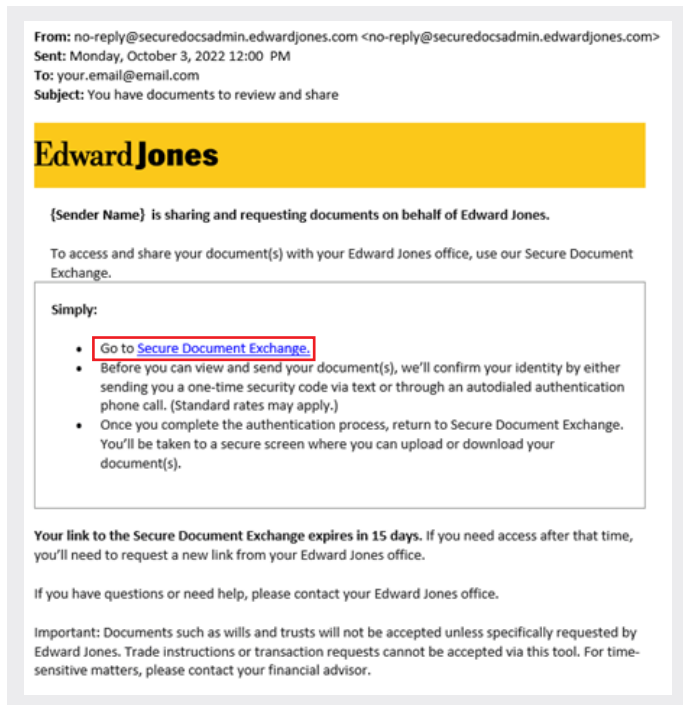 From: no-reply@securedocsadmin.edwardjones.com <no-reply@securedocsadmin.edwardjones.com>
Sent: Monday, October 3, 2022 12:00 PM
To: your.email@email.com
Subject: You have documents to review and share
Edward Jones
{Sender Name} is sharing and requesting documents on behalf of Edward Jones.
To access and share your document(s) with your Edward Jones office, use our Secure Document
Exchange.
Simply:
• Go to Secure Document Exchange.
• Before you can view and send your document(s), we'll confirm your identity by either
sending you a one-time security code via text or through an autodialed authentication
phone call. (Standard rates may apply.)
• Once you complete the authentication process, return to Secure Document Exchange.
You'll be taken to a secure screen where you can upload or download your
document(s).
Your link to the Secure Document Exchange expires in 15 days. If you need access after that time,
you'll need to request a new link from your Edward Jones office.
If you have questions or need help, please contact your Edward Jones office.
Important: Documents such as wills and trusts will not be accepted unless specifically requested by
Edward Jones. Trade instructions or transaction requests cannot be accepted via this tool. For time-
sensitive matters, please contact your financial advisor.